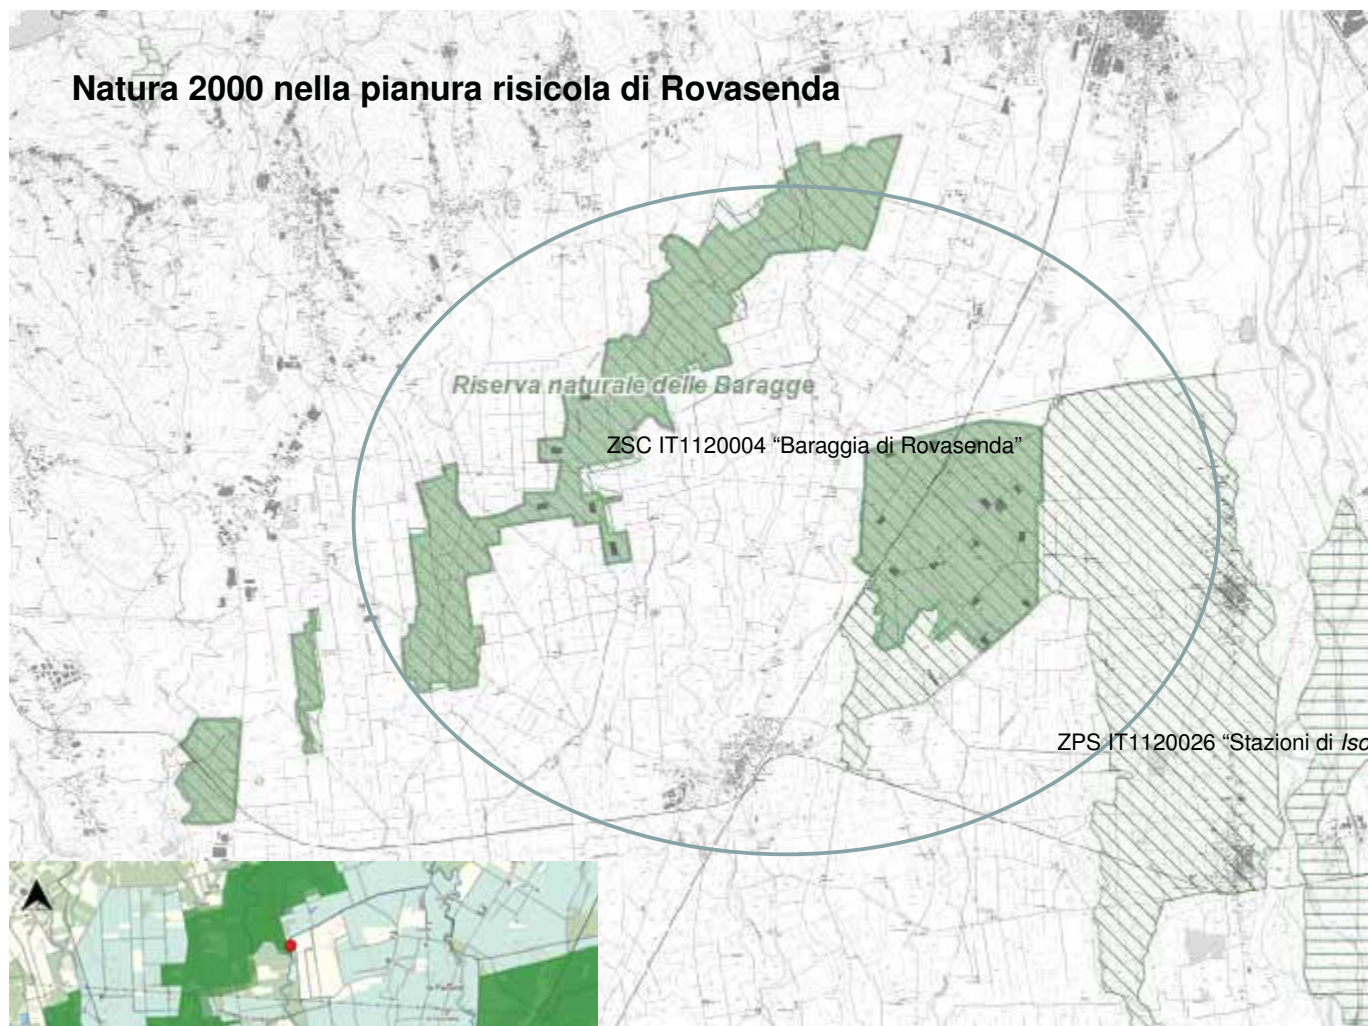 Natura 2000 nella pianura risicola di Rovasenda
Riserva naturale delle Baragge
ZSC IT1120004 “Baraggia di Rovasenda”
ZPS IT1120026 “Stazioni di Iso